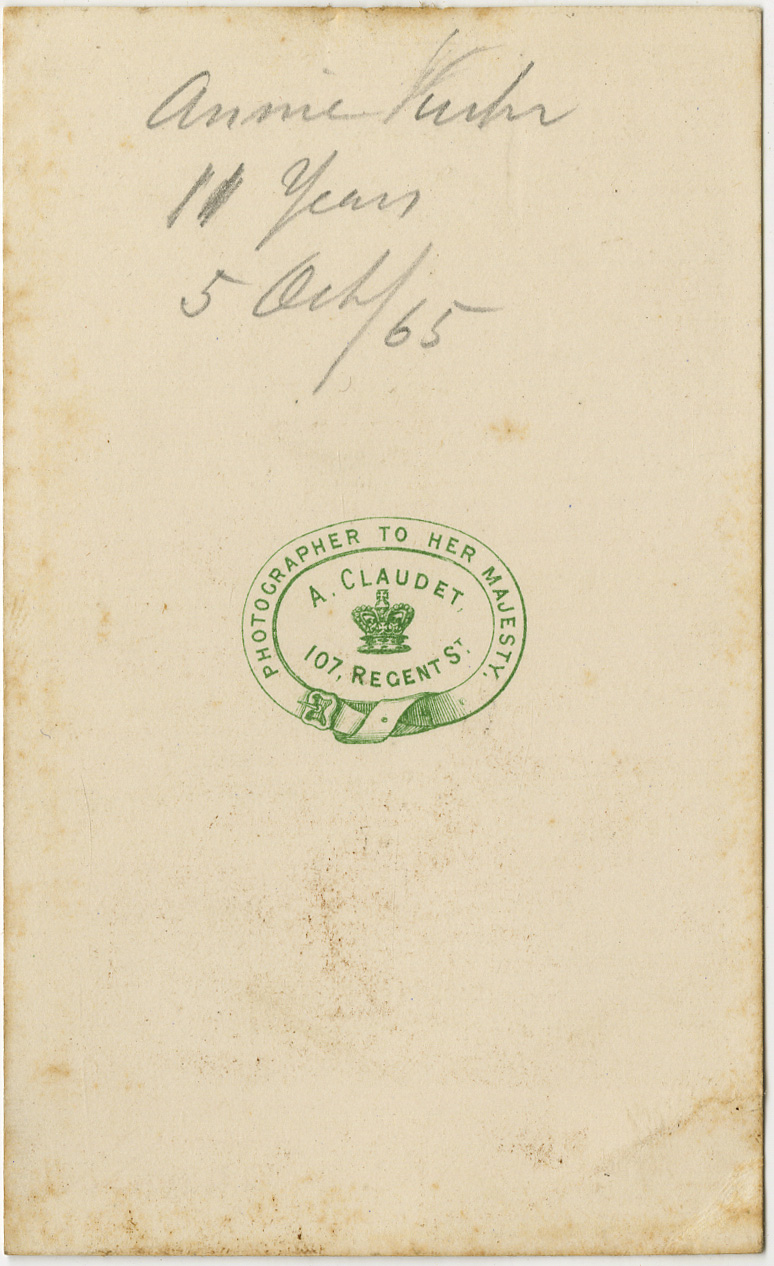 Annie
11 Years
5 Oct/65
PHOTOGRAPHER TO HER MAJESTY.
A. CLAUDET,
107, REGENT ST.